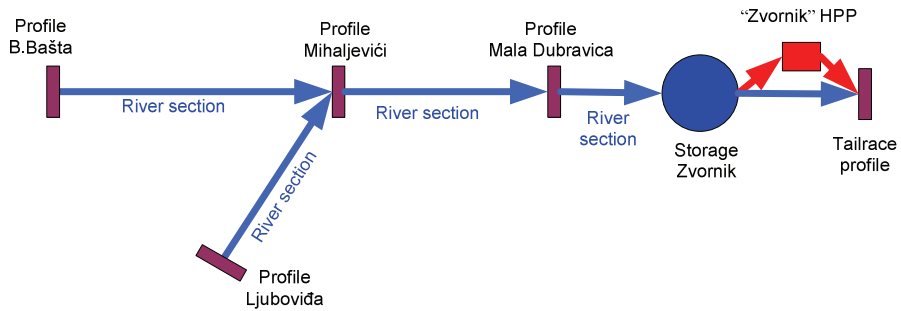 Profile
B.Bašta
Profile
Mihaljevići
Profile
Mala Dubravica
“Zvornik” HPP
River section
River section
River
section
Storage
Zvornik
Tailrace
profile
River section
Profile
Ljuboviđa